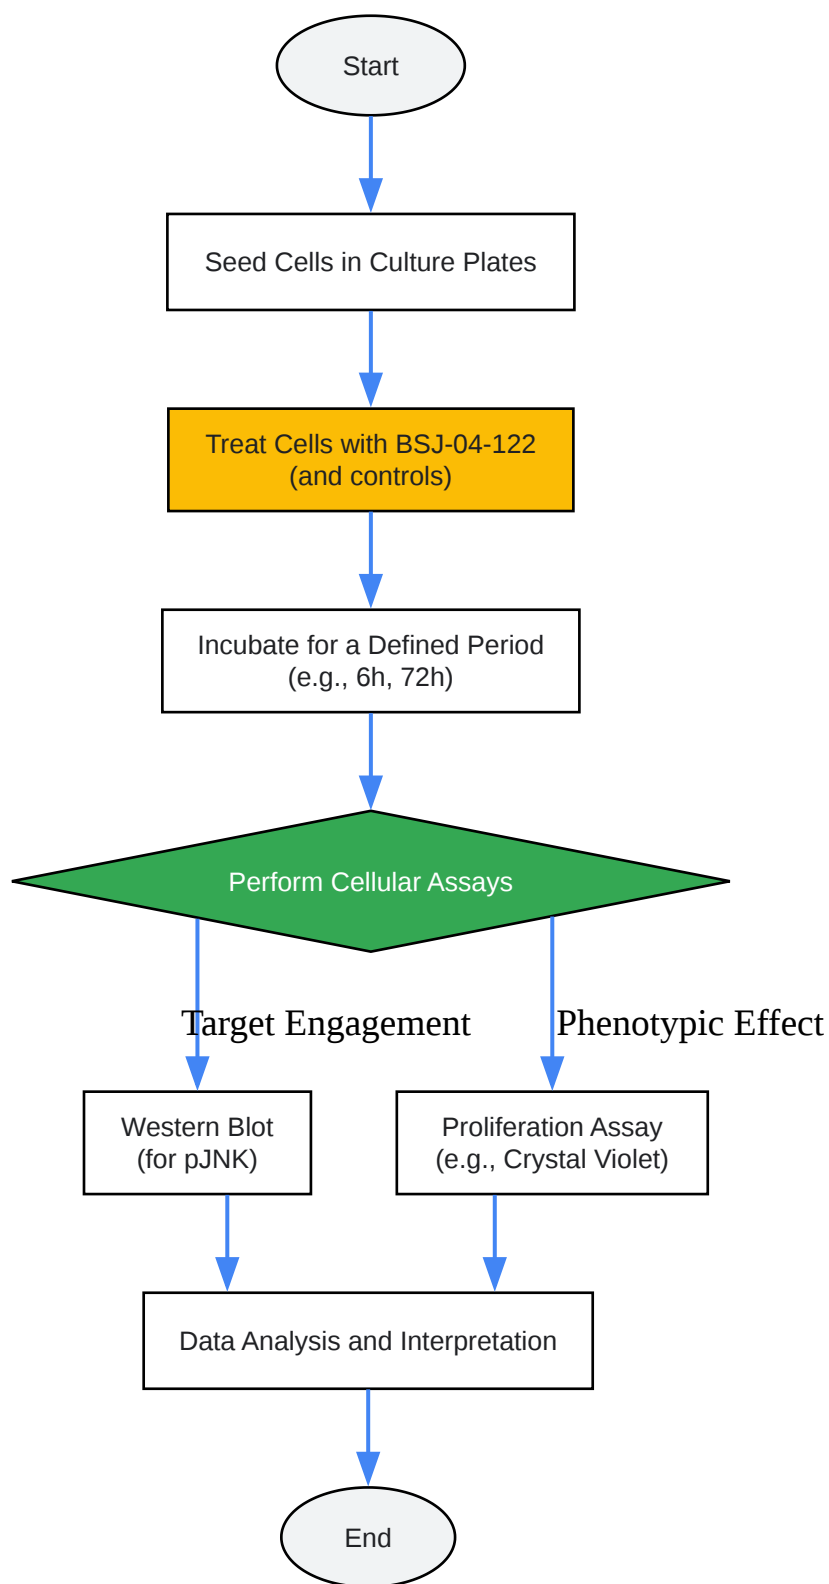 Start
Seed Cells in Culture Plates
Treat Cells with BSJ-04-122
(and controls)
Incubate for a Defined Period
(e.g., 6h, 72h)
Perform Cellular Assays
Target Engagement
Phenotypic Effect
Western Blot
(for pJNK)
Proliferation Assay
(e.g., Crystal Violet)
Data Analysis and Interpretation
End